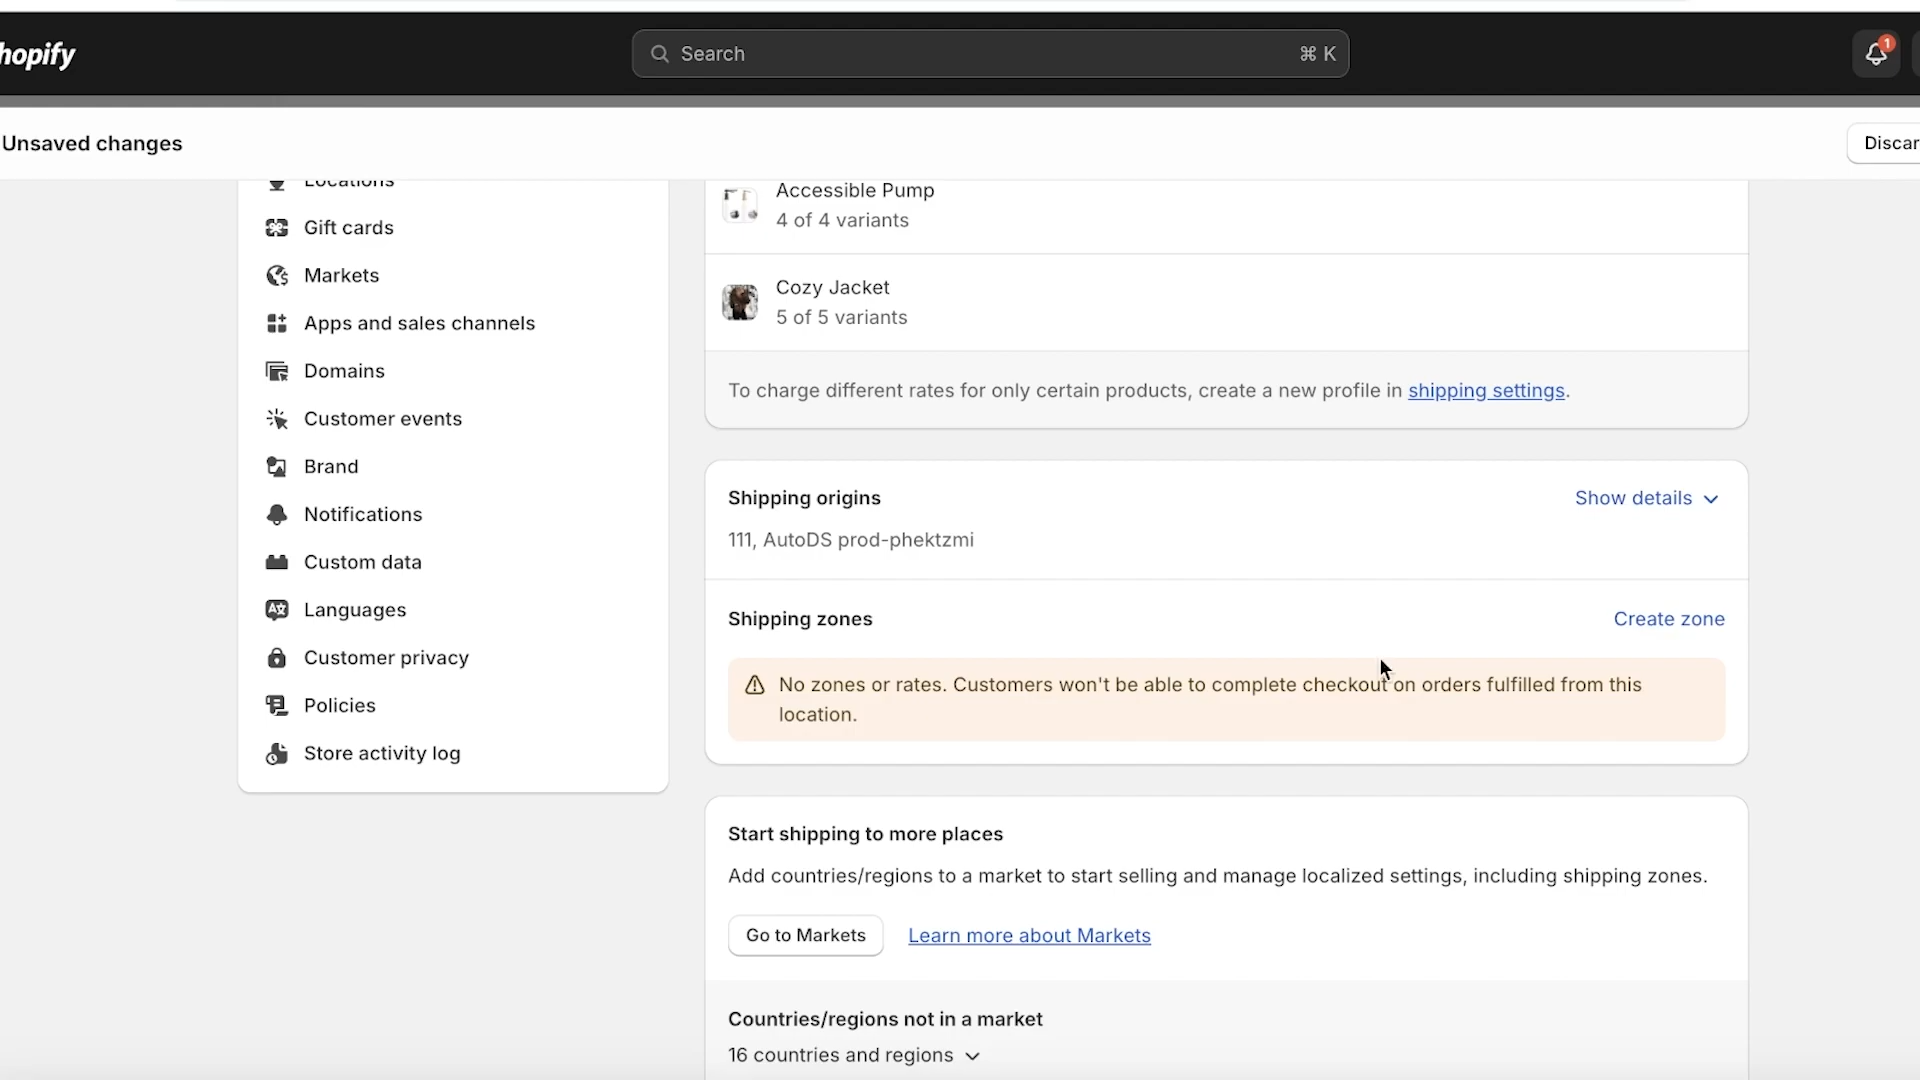 hopify
Search
⌘ K
1
Unsaved changes
Discar
Locations
Gift cards
Markets
Apps and sales channels
Domains
Customer events
Brand
Notifications
Custom data
Languages
Customer privacy
Policies
Store activity log
Accessible Pump
4 of 4 variants
Cozy Jacket
5 of 5 variants
To charge different rates for only certain products, create a new profile in shipping settings.
Shipping origins
Show details
111, AutoDS prod-phektzmi
Shipping zones
Create zone
No zones or rates. Customers won't be able to complete checkout on orders fulfilled from this
location.
Start shipping to more places
Add countries/regions to a market to start selling and manage localized settings, including shipping zones.
Go to Markets
Learn more about Markets
Countries/regions not in a market
16 countries and regions